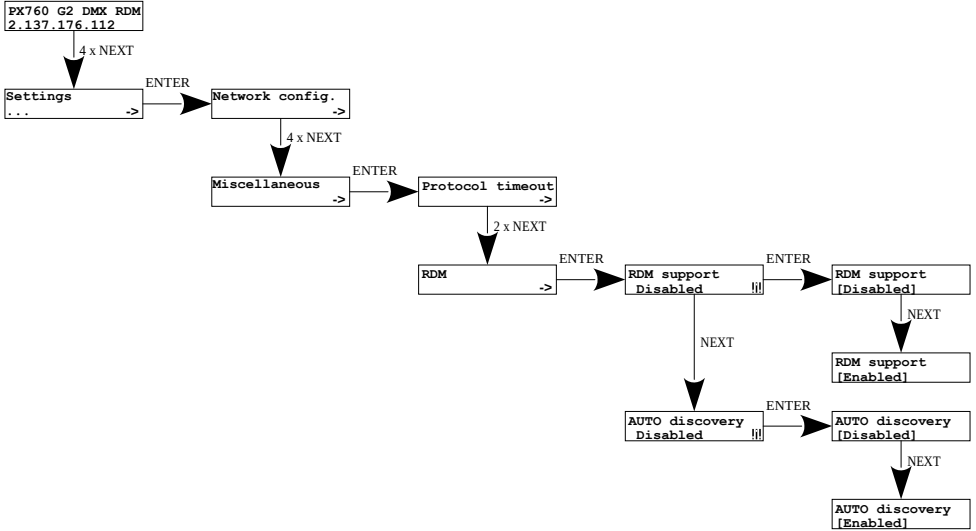 PX760 G2 DMX RDM
2.137.176.112
4 x NEXT
Settings
... ->
ENTER
Network config.
->
4 x NEXT
Miscellaneous
->
ENTER
Protocol timeout
->
2 x NEXT
RDM
->
ENTER
RDM support
Disabled !i!
ENTER
RDM support
[Disabled]
NEXT
RDM support
[Enabled]
NEXT
AUTO discovery
Disabled !i!
ENTER
AUTO discovery
[Disabled]
NEXT
AUTO discovery
[Enabled]